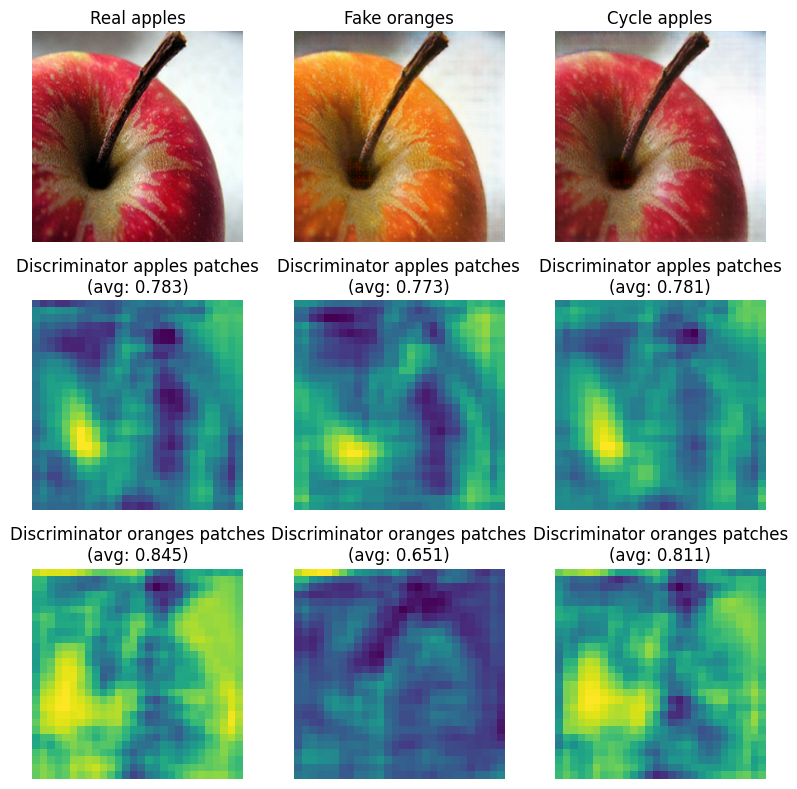 Real apples
Fake oranges
Cycle apples
Discriminator apples patches
(avg: 0.783)
Discriminator apples patches
(avg: 0.773)
Discriminator apples patches
(avg: 0.781)
Discriminator oranges patches
(avg: 0.845)
Discriminator oranges patches
(avg: 0.651)
Discriminator oranges patches
(avg: 0.811)